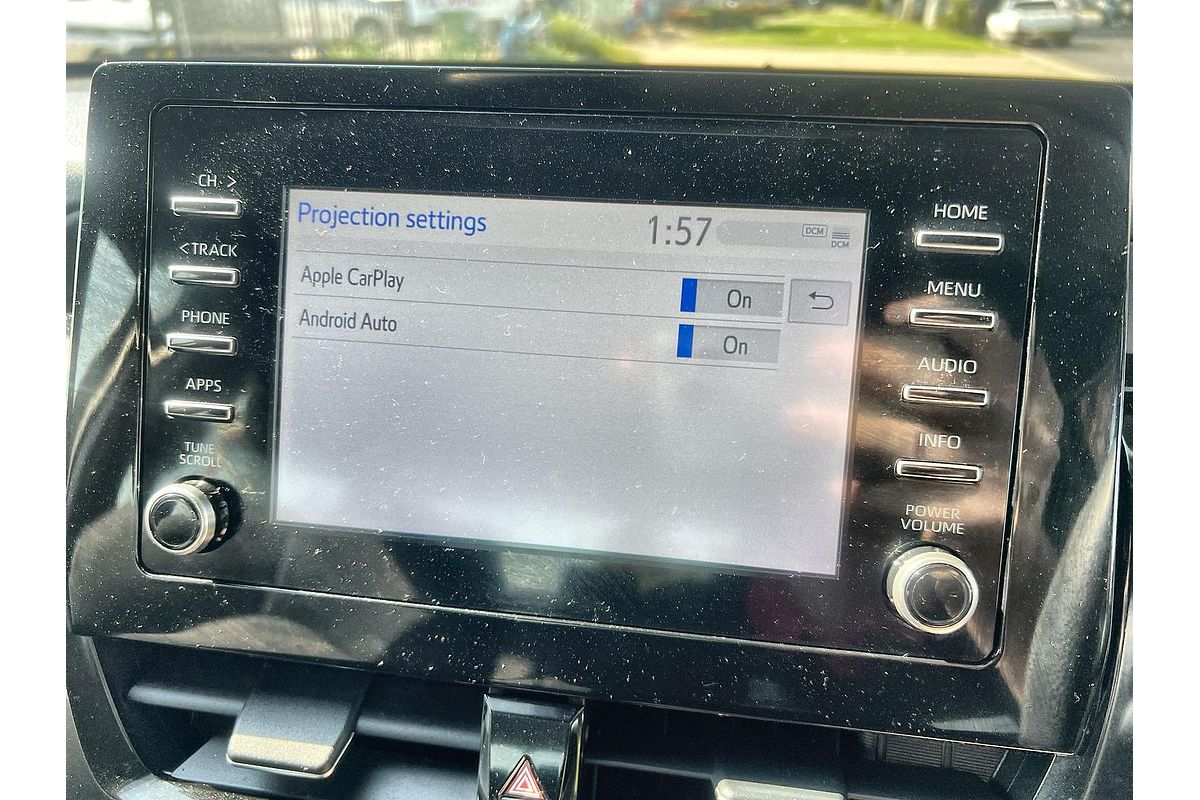 CH. >
<TRACK
PHONE
APPS
TUNE
SCROLL
Projection settings
1:57
DCM
DCM
Apple CarPlay
On
Android Auto
On
HOME
MENU
AUDIO
INFO
POWER
VOLUME